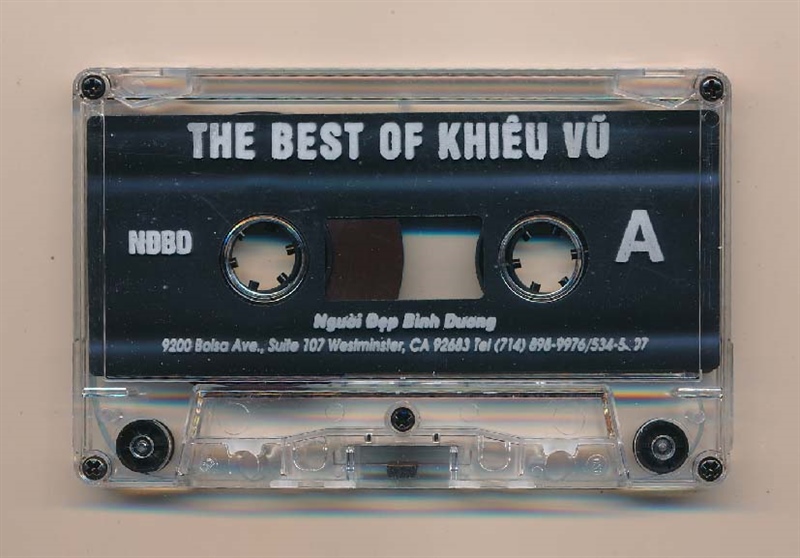 THE BEST OF KHIÊU VŨ
NĐBD
A
Người Đẹp Bình Dương
9200 Bolsa Ave., Suite 107 Westminster, CA 92683 Tel (714) 898-9976/534-5